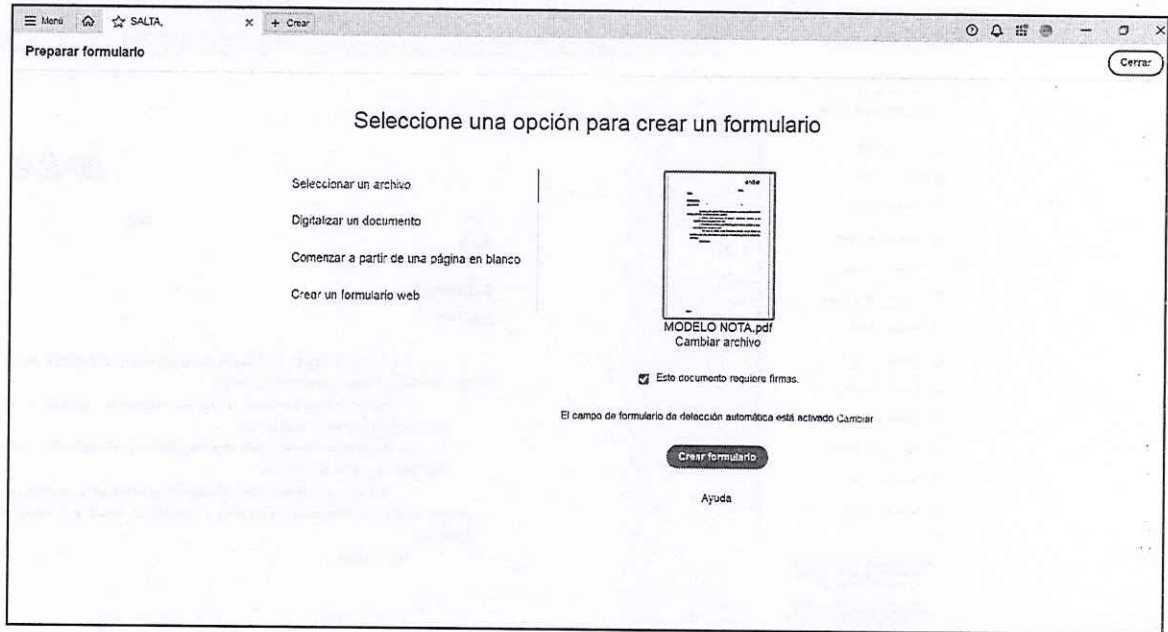 Menú SALTA, × + Crear
Preparar formulario
Cerrar
Seleccione una opción para crear un formulario
Seleccionar un archivo
Digitalizar un documento
Comenzar a partir de una página en blanco
Crear un formulario web
MODELO NOTA.pdf
Cambiar archivo
Este documento requiere firmas.
El campo de formulario de detección automática está activado Cambiar
Crear formulario
Ayuda